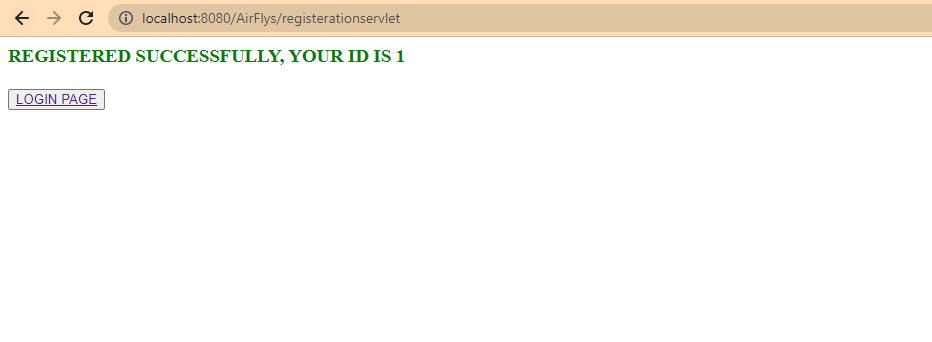 localhost:8080/AirFlys/registerationservlet
REGISTERED SUCCESSFULLY, YOUR ID IS 1
LOGIN PAGE